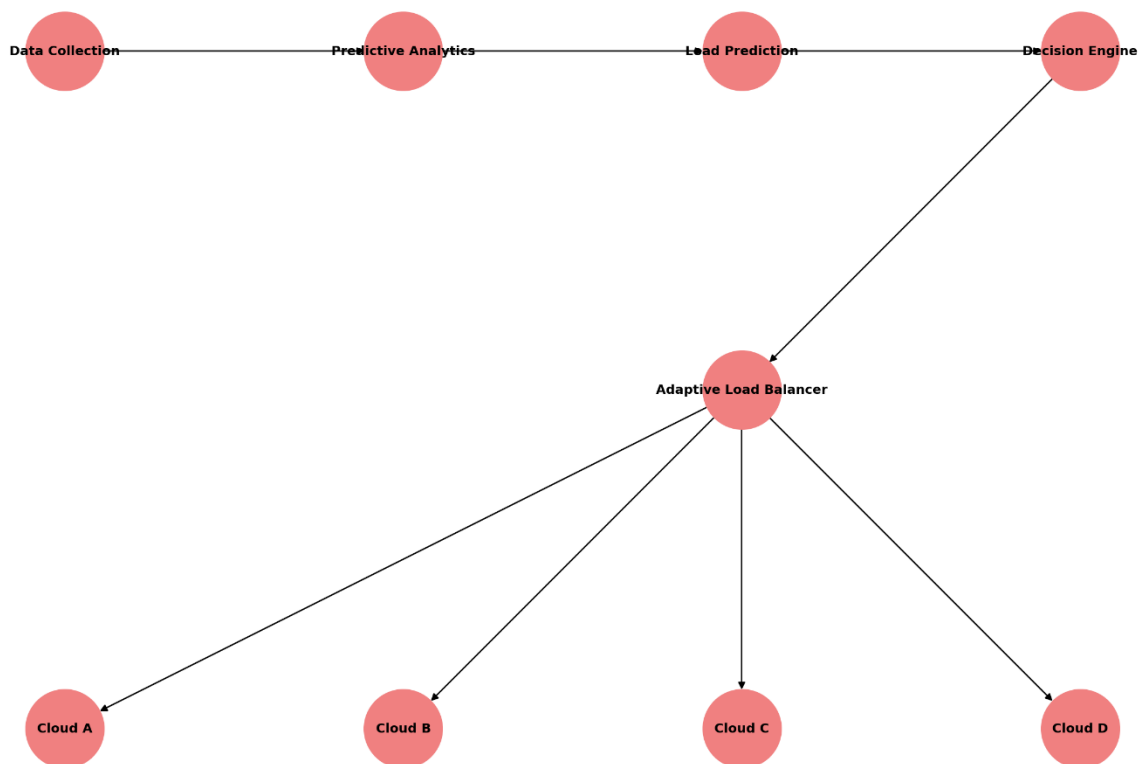 Data Collection
Predictive Analytics
Load Prediction
Decision Engine
Adaptive Load Balancer
Cloud A
Cloud B
Cloud C
Cloud D